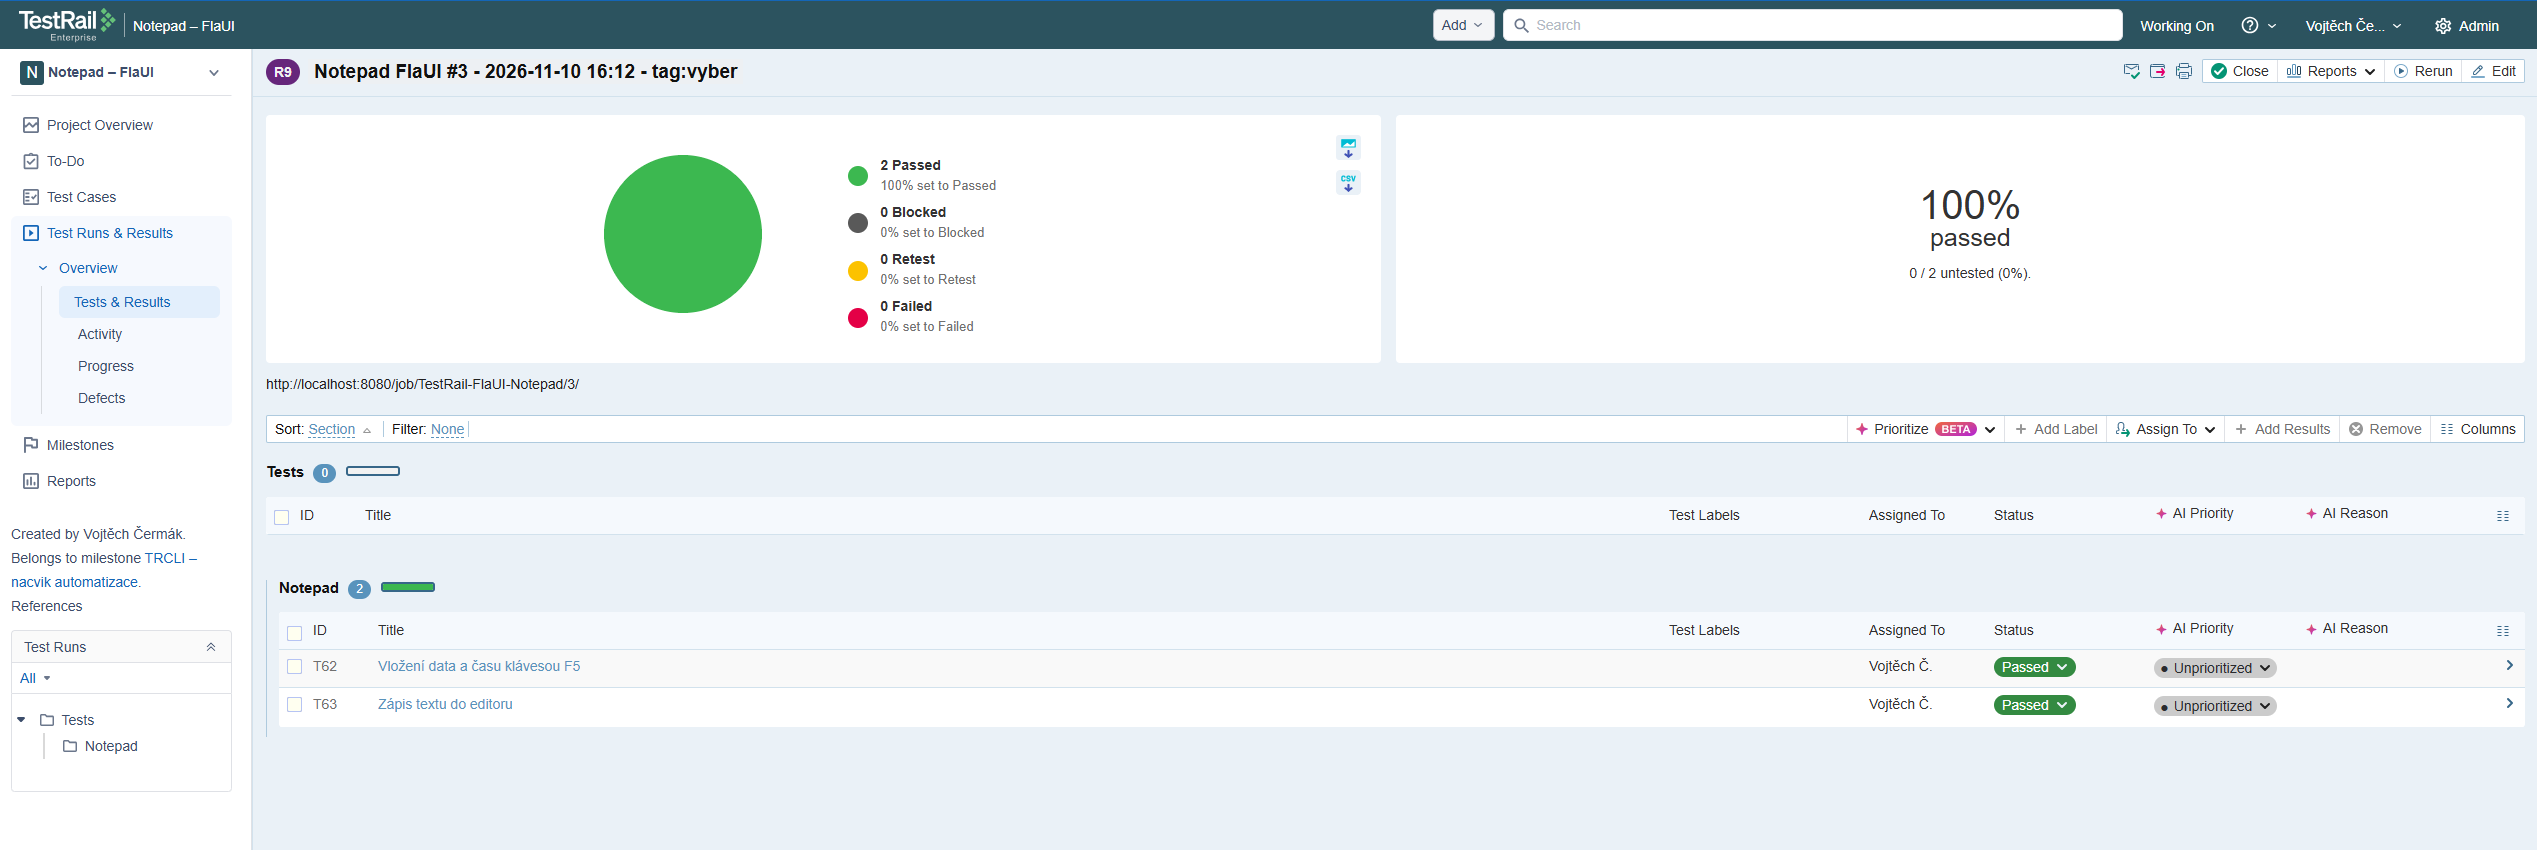 TestRail
Enterprise
Notepad – FlaUI
Add
Search
Working On
Vojtěch Če...
Admin
N Notepad – FlaUI
R9 Notepad FlaUI #3 - 2026-11-10 16:12 - tag:vyber
Close
Reports
Rerun
Edit
Project Overview
To-Do
Test Cases
Test Runs & Results
Overview
Tests & Results
Activity
Progress
Defects
Milestones
Reports
Created by Vojtěch Čermák.
Belongs to milestone TRCLI –
nacvik automatizace.
References
Test Runs
All
Tests
Notepad
2 Passed
100% set to Passed
0 Blocked
0% set to Blocked
0 Retest
0% set to Retest
0 Failed
0% set to Failed
CSV
100%
passed
0 / 2 untested (0%).
http://localhost:8080/job/TestRail-FlaUI-Notepad/3/
Sort: Section
Filter: None
Prioritize BETA
Add Label
Assign To
Add Results
Remove
Columns
Tests 0
ID Title Test Labels Assigned To Status AI Priority AI Reason
Notepad 2
ID Title Test Labels Assigned To Status AI Priority AI Reason
T62 Vložení data a času klávesou F5 Vojtěch Č. Passed Unprioritized
T63 Zápis textu do editoru Vojtěch Č. Passed Unprioritized